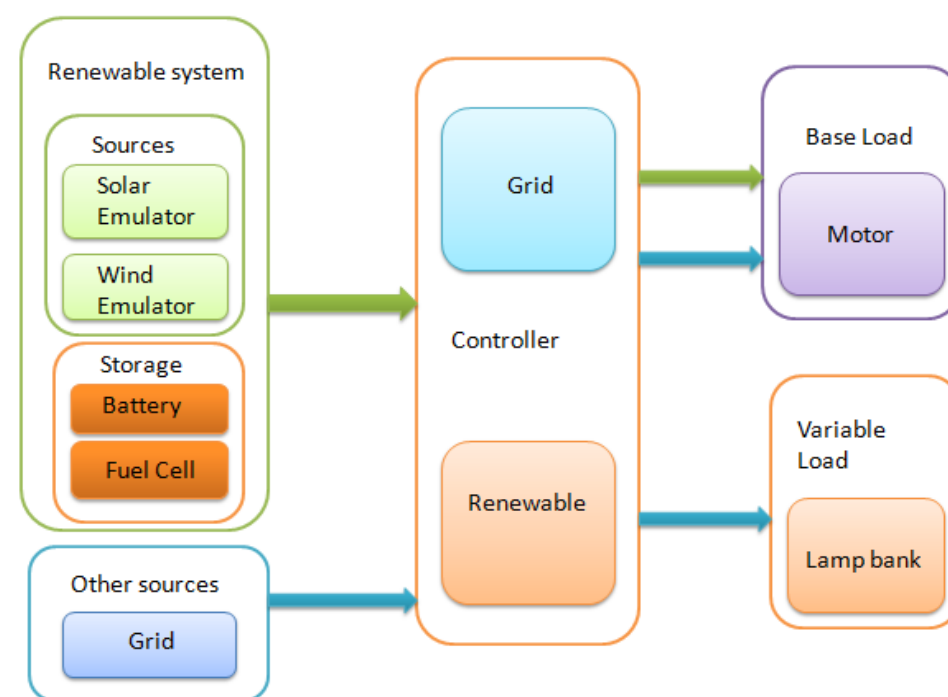 Renewable system
Sources
Solar
Emulator
Wind
Emulator
Storage
Battery
Fuel Cell
Other sources
Grid
Grid
Controller
Renewable
Base Load
Motor
Variable
Load
Lamp bank